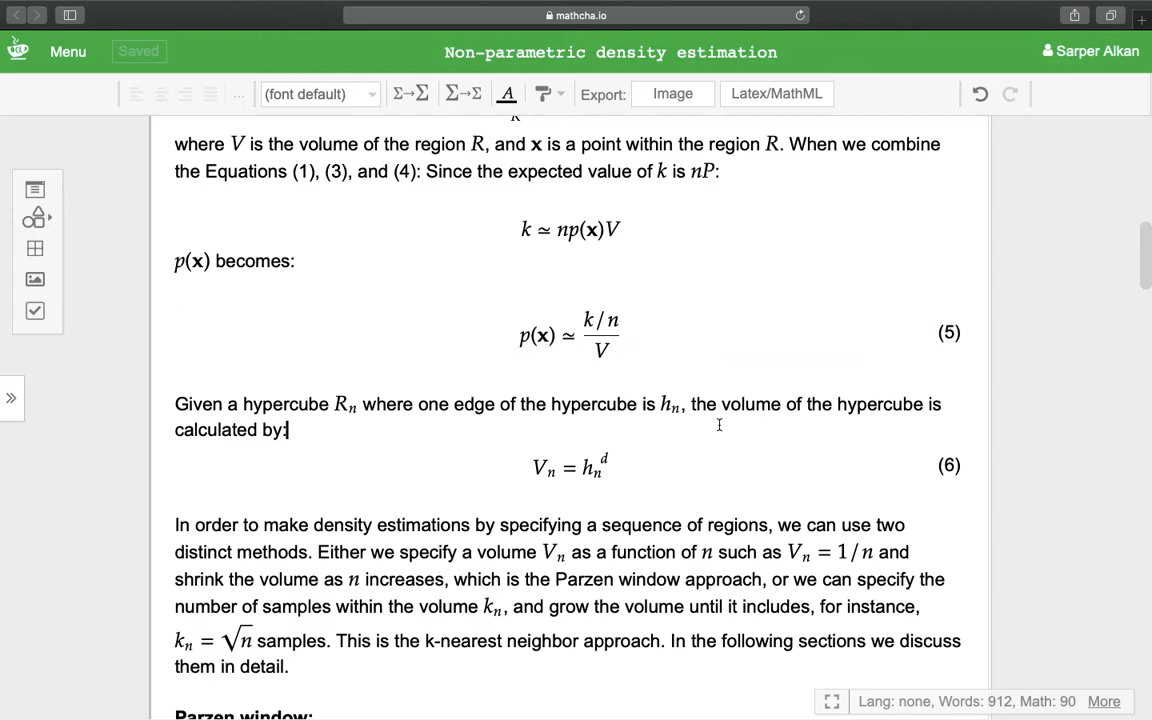 mathcha.io
Menu
Saved
Non-parametric density estimation
Sarper Alkan
... (font default) Σ→Σ Σ→Σ A Export: Image Latex/MathML
R
where V is the volume of the region R, and x is a point within the region R. When we combine
the Equations (1), (3), and (4): Since the expected value of k is nP:
k ≃ np(x)V
p(x) becomes:
p(x) ≃ (k/n)/V (5)
Given a hypercube Rₙ where one edge of the hypercube is hₙ, the volume of the hypercube is
calculated by:
Vₙ = hₙᵈ (6)
In order to make density estimations by specifying a sequence of regions, we can use two
distinct methods. Either we specify a volume Vₙ as a function of n such as Vₙ = 1/n and
shrink the volume as n increases, which is the Parzen window approach, or we can specify the
number of samples within the volume kₙ, and grow the volume until it includes, for instance,
kₙ = √n samples. This is the k-nearest neighbor approach. In the following sections we discuss
them in detail.
Parzen window:
Lang: none, Words: 912, Math: 90 More